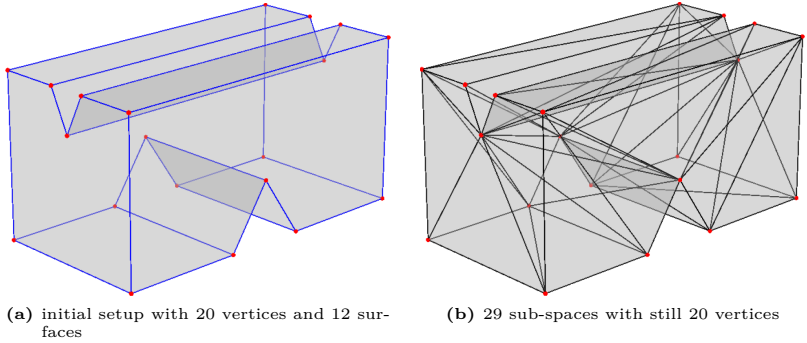 (a) initial setup with 20 vertices and 12 sur-
faces
(b) 29 sub-spaces with still 20 vertices